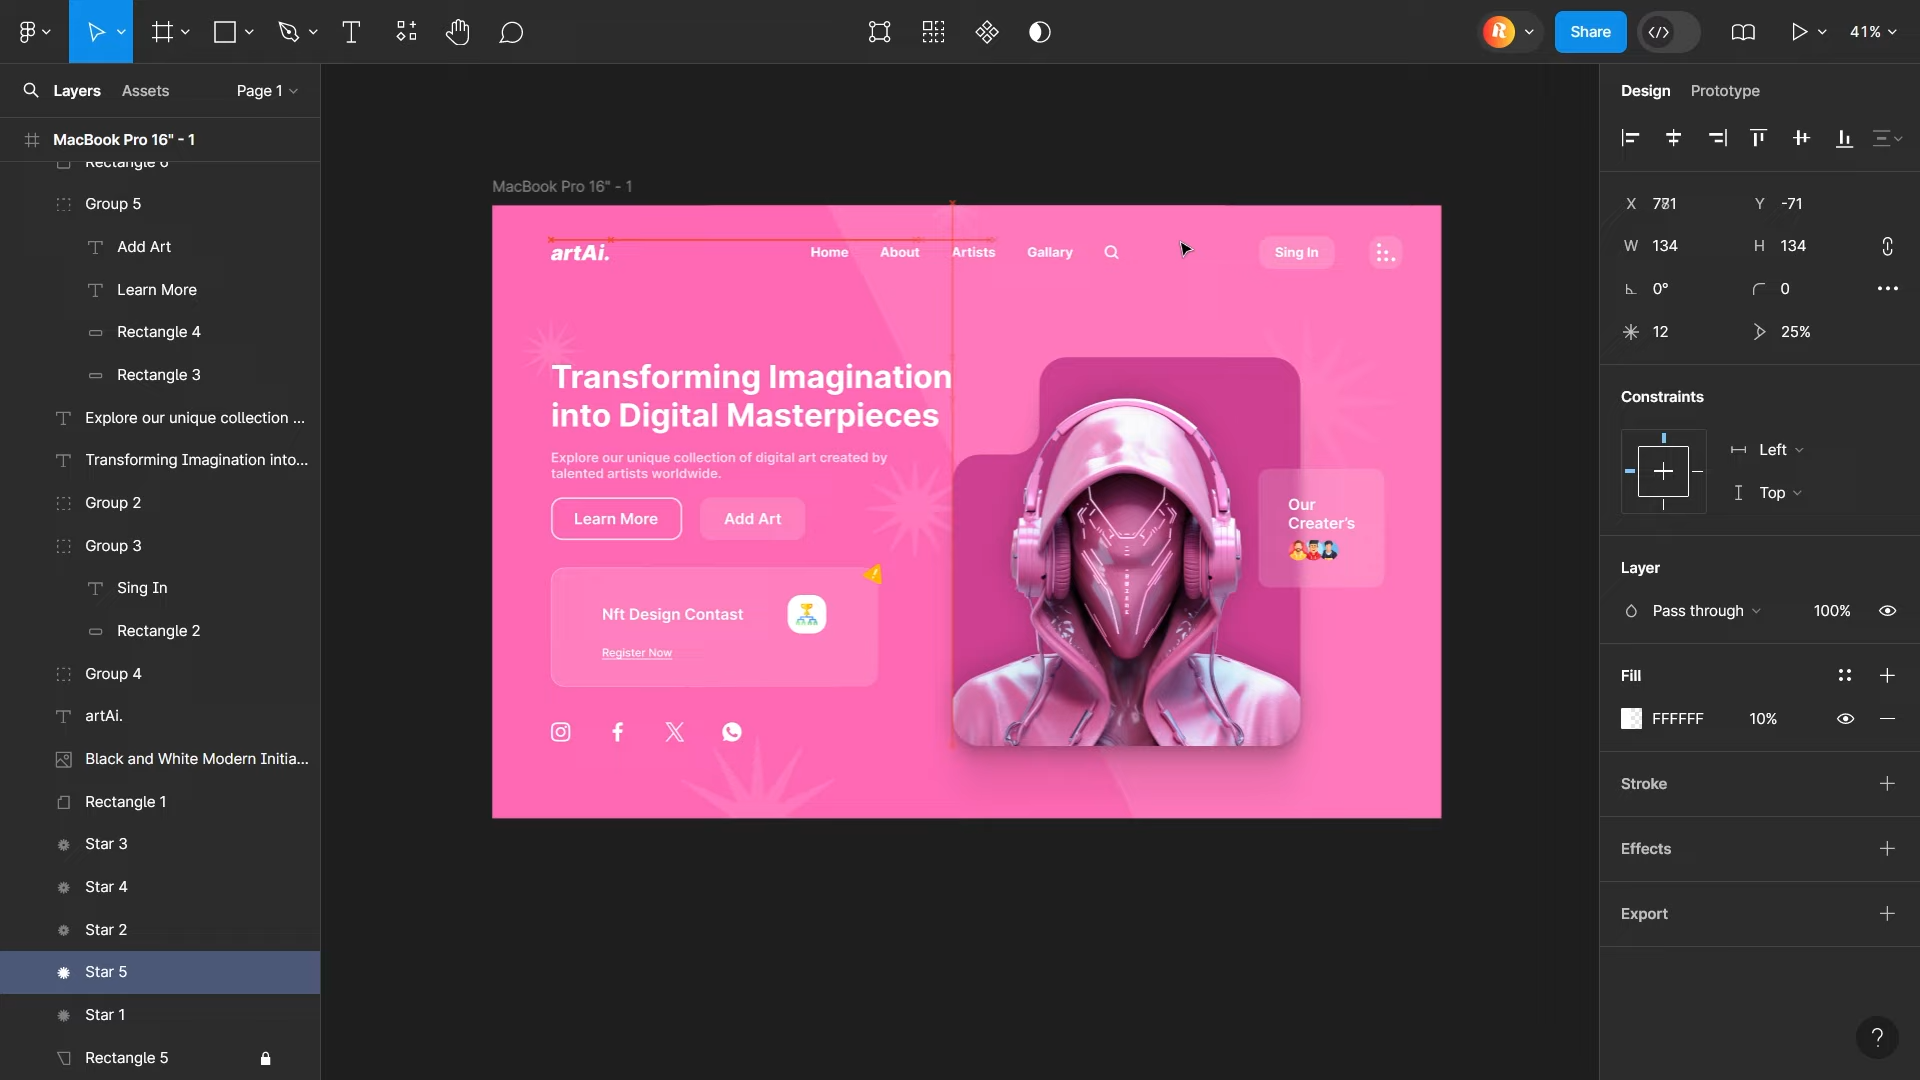 Share
41%
Layers
Assets
Page 1
MacBook Pro 16" - 1
Rectangle 6
Group 5
Add Art
Learn More
Rectangle 4
Rectangle 3
Explore our unique collection ...
Transforming Imagination into...
Group 2
Group 3
Sing In
Rectangle 2
Group 4
artAi.
Black and White Modern Initia...
Rectangle 1
Star 3
Star 4
Star 2
Star 5
Star 1
Rectangle 5
MacBook Pro 16" - 1
artAi.
Home
About
Artists
Gallary
Sing In
Transforming Imagination
into Digital Masterpieces
Explore our unique collection of digital art created by
talented artists worldwide.
Learn More
Add Art
Our
Creater's
Nft Design Contast
Register Now
Design
Prototype
X
Y -71
W 134
H 134
0°
0
12
25%
Constraints
Left
Top
Layer
Pass through
100%
Fill
FFFFFF
10%
Stroke
Effects
Export
?